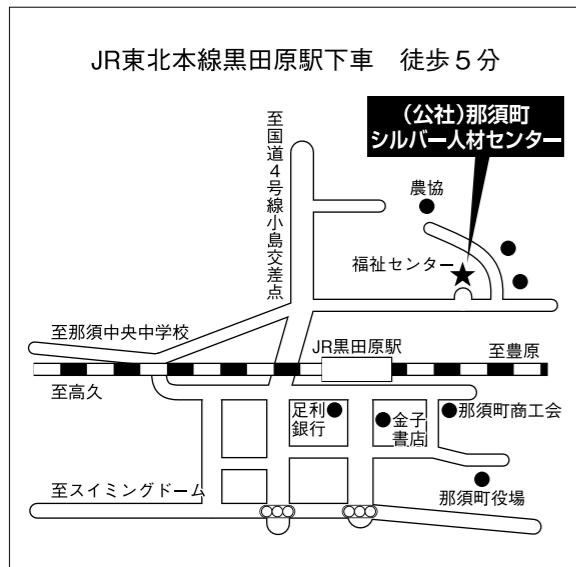 JR東北本線黒田原駅下車　徒歩５分
（公社）那須町
シルバー人材センター
至国道４号線小島交差点
農協
福祉センター
至那須中央中学校
JR黒田原駅
至豊原
至高久
足利
銀行
金子
書店
那須町商工会
至スイミングドーム
那須町役場